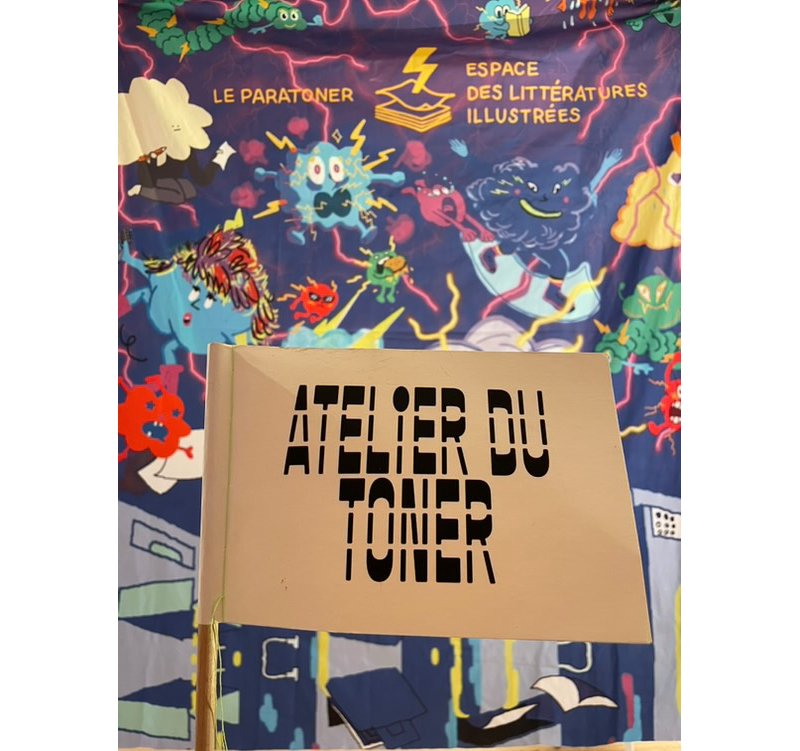 LE PARATONER
ESPACE
DES LITTÉRATURES
ILLUSTRÉES
ATELiER DU
TONER